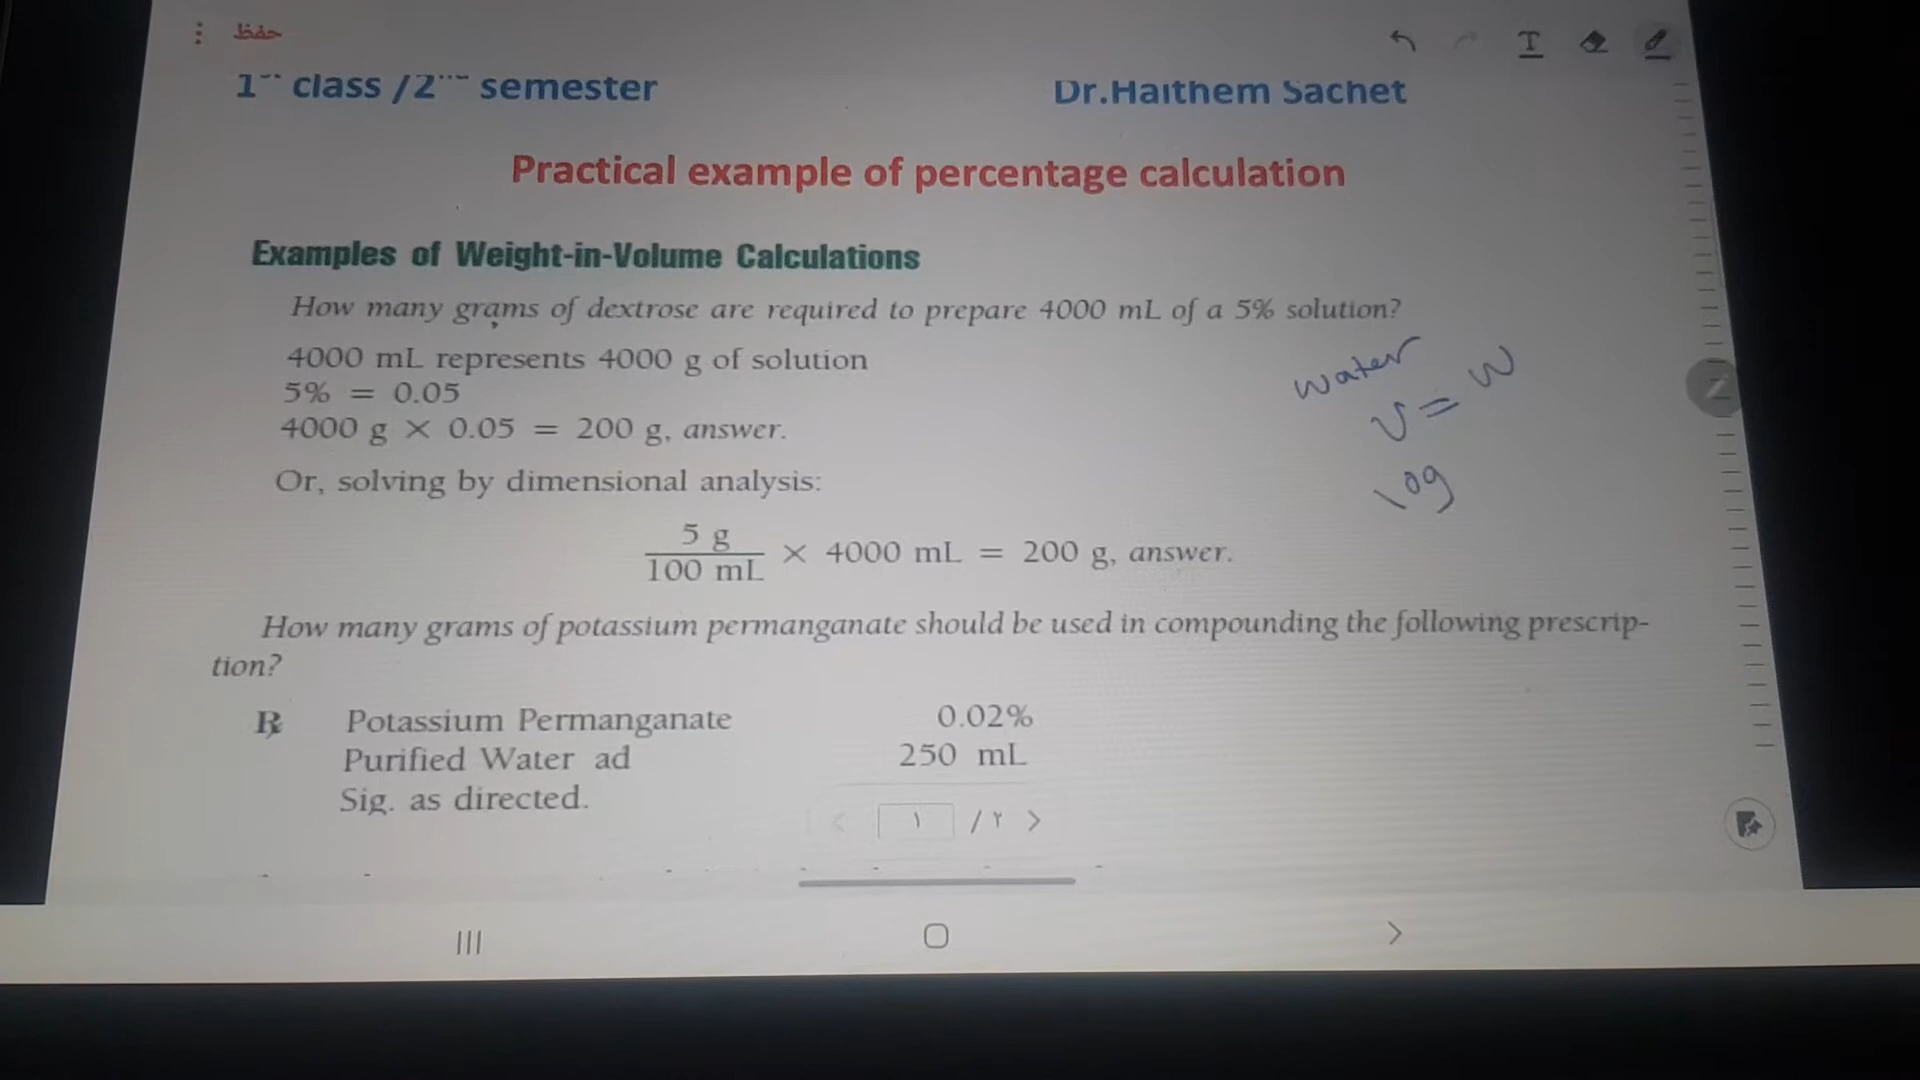 حفظ
T
1st class /2nd semester Dr.Haithem Sachet
Practical example of percentage calculation
Examples of Weight-in-Volume Calculations
How many grams of dextrose are required to prepare 4000 mL of a 5% solution?
4000 mL represents 4000 g of solution
5% = 0.05
4000 g × 0.05 = 200 g, answer.
water
v = w
Or, solving by dimensional analysis:
5 g
100 mL × 4000 mL = 200 g, answer.
How many grams of potassium permanganate should be used in compounding the following prescrip-
tion?
℞ Potassium Permanganate 0.02%
Purified Water ad 250 mL
Sig. as directed.
١ / ٢